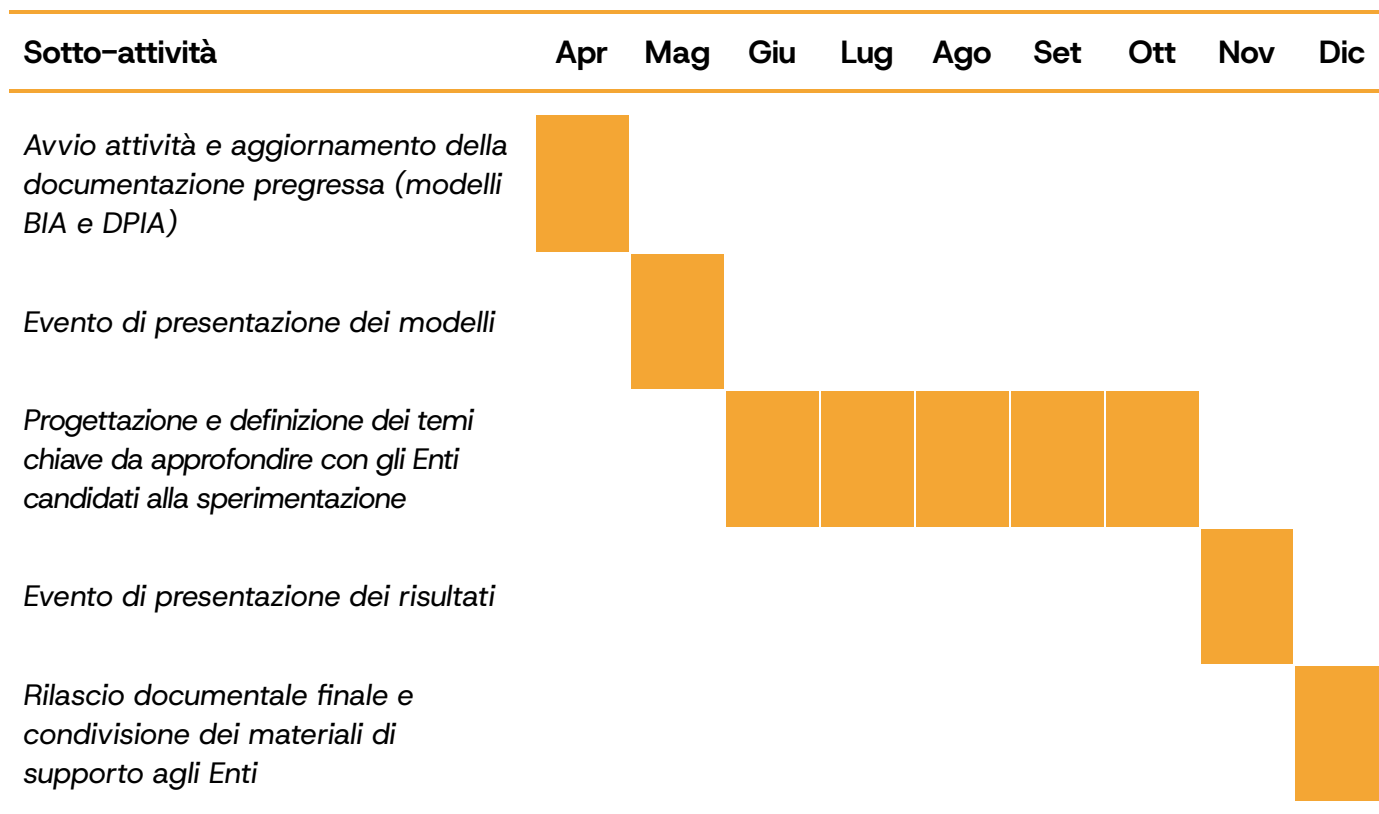 Sotto-attività Apr Mag Giu Lug Ago Set Ott Nov Dic
Avvio attività e aggiornamento della
documentazione pregressa (modelli
BIA e DPIA)
Evento di presentazione dei modelli
Progettazione e definizione dei temi
chiave da approfondire con gli Enti
candidati alla sperimentazione
Evento di presentazione dei risultati
Rilascio documentale finale e
condivisione dei materiali di
supporto agli Enti